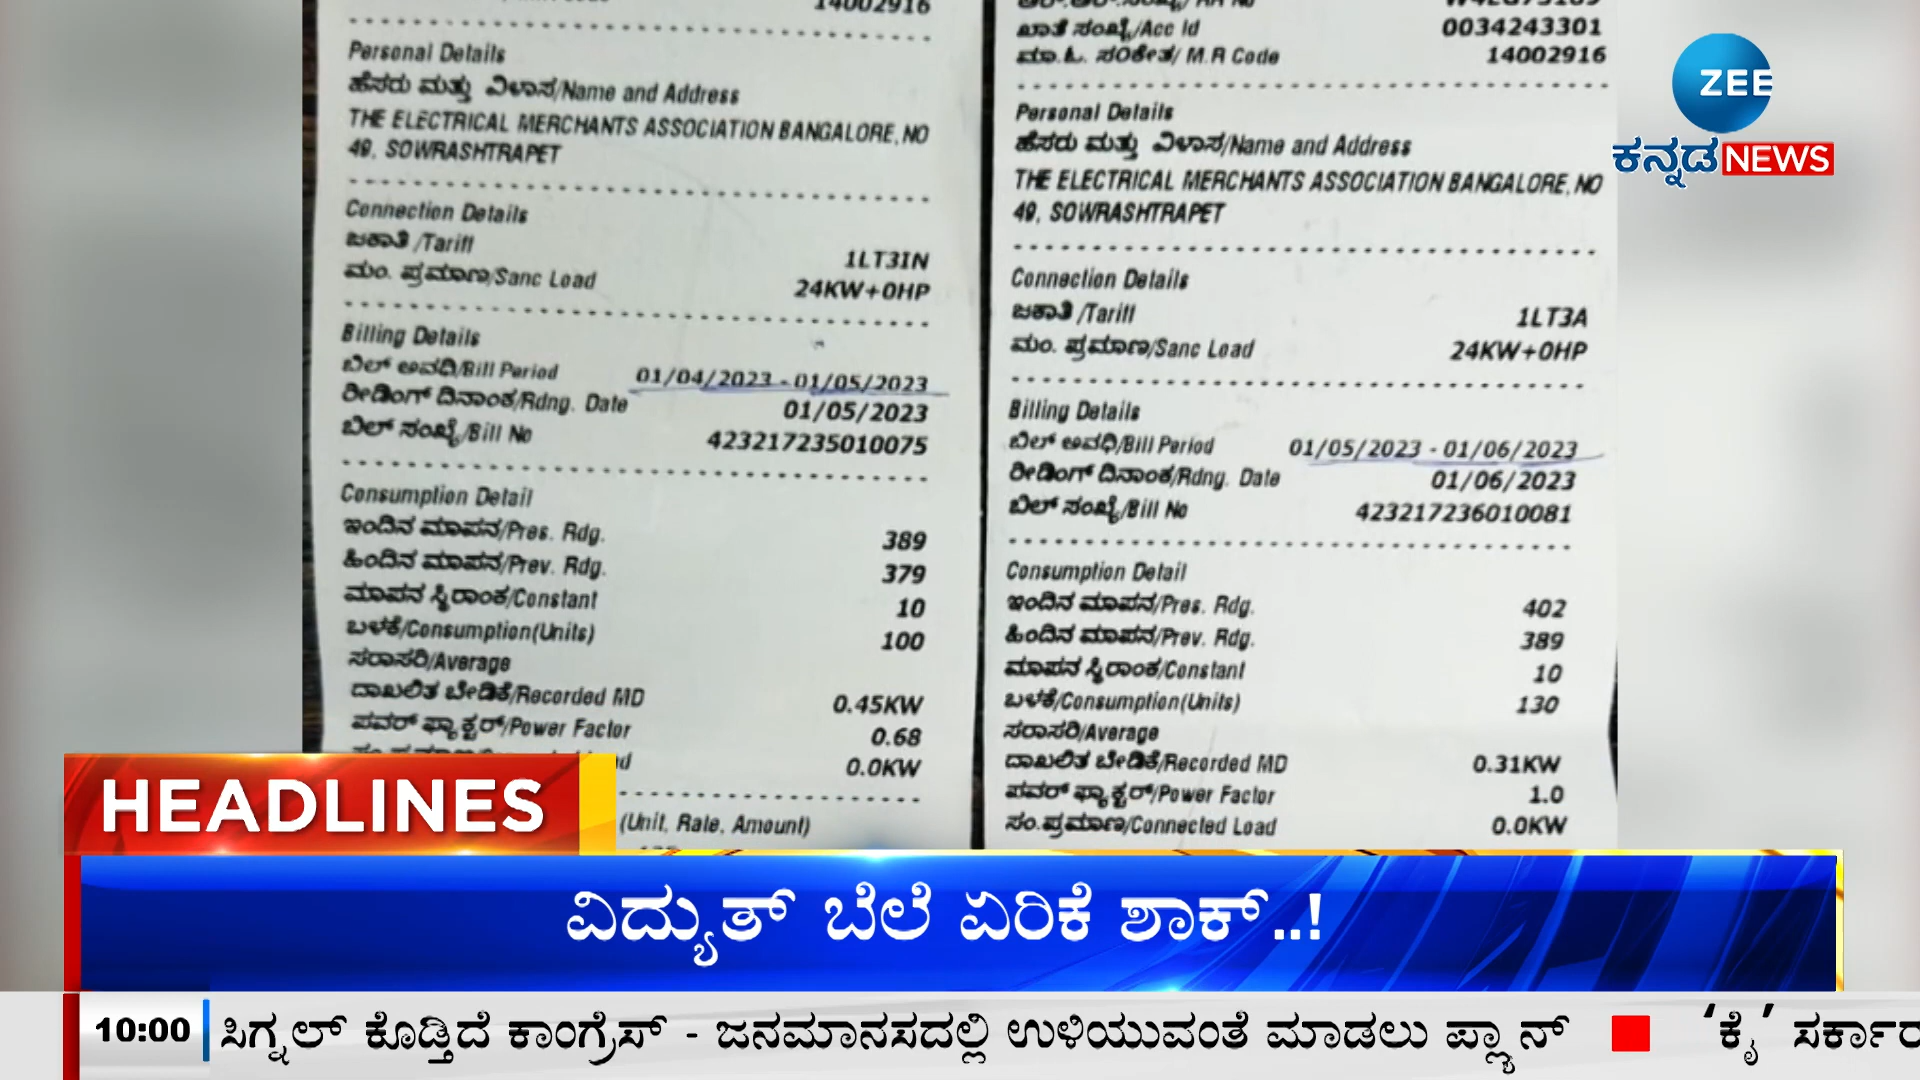 14002916
Personal Details
ಹೆಸರು ಮತ್ತು ವಿಳಾಸ/Name and Address
THE ELECTRICAL MERCHANTS ASSOCIATION BANGALORE, NO
49, SOWRASHTRAPET
Connection Details
ಜಕಾತಿ /Tariff 1LT3IN
ಮಂ. ಪ್ರಮಾಣ/Sanc Load 24KW+0HP
Billing Details
ಬಿಲ್ ಅವಧಿ/Bill Period 01/04/2023 - 01/05/2023
ರೀಡಿಂಗ್ ದಿನಾಂಕ/Rdng. Date 01/05/2023
ಬಿಲ್ ಸಂಖ್ಯೆ/Bill No 423217235010075
Consumption Detail
ಇಂದಿನ ಮಾಪನ/Pres. Rdg. 389
ಹಿಂದಿನ ಮಾಪನ/Prev. Rdg. 379
ಮಾಪನ ಸ್ಥಿರಾಂಕ/Constant 10
ಬಳಕೆ/Consumption(Units) 100
ಸರಾಸರಿ/Average
ದಾಖಲಿತ ಬೇಡಿಕೆ/Recorded MD 0.45KW
ಪವರ್ ಫ್ಯಾಕ್ಟರ್/Power Factor 0.68
0.0KW
(Unit, Rate, Amount)
ಖಾತೆ ಸಂಖ್ಯೆ/Acc Id 0034243301
ಮಾ.ಓ. ಸಂಕೇತ/ M.R Code 14002916
Personal Details
ಹೆಸರು ಮತ್ತು ವಿಳಾಸ/Name and Address
THE ELECTRICAL MERCHANTS ASSOCIATION BANGALORE, NO
49, SOWRASHTRAPET
Connection Details
ಜಕಾತಿ /Tariff 1LT3A
ಮಂ. ಪ್ರಮಾಣ/Sanc Load 24KW+0HP
Billing Details
ಬಿಲ್ ಅವಧಿ/Bill Period 01/05/2023 - 01/06/2023
ರೀಡಿಂಗ್ ದಿನಾಂಕ/Rdng. Date 01/06/2023
ಬಿಲ್ ಸಂಖ್ಯೆ/Bill No 423217236010081
Consumption Detail
ಇಂದಿನ ಮಾಪನ/Pres. Rdg. 402
ಹಿಂದಿನ ಮಾಪನ/Prev. Rdg. 389
ಮಾಪನ ಸ್ಥಿರಾಂಕ/Constant 10
ಬಳಕೆ/Consumption(Units) 130
ಸರಾಸರಿ/Average
ದಾಖಲಿತ ಬೇಡಿಕೆ/Recorded MD 0.31KW
ಪವರ್ ಫ್ಯಾಕ್ಟರ್/Power Factor 1.0
ಸಂ.ಪ್ರಮಾಣ/Connected Load 0.0KW
ZEE
ಕನ್ನಡ NEWS
HEADLINES
ವಿದ್ಯುತ್ ಬೆಲೆ ಏರಿಕೆ ಶಾಕ್..!
10:00 ಸಿಗ್ನಲ್ ಕೊಡ್ತಿದೆ ಕಾಂಗ್ರೆಸ್ - ಜನಮಾನಸದಲ್ಲಿ ಉಳಿಯುವಂತೆ ಮಾಡಲು ಪ್ಲ್ಯಾನ್ ‘ಕೈ’ ಸರ್ಕಾರ